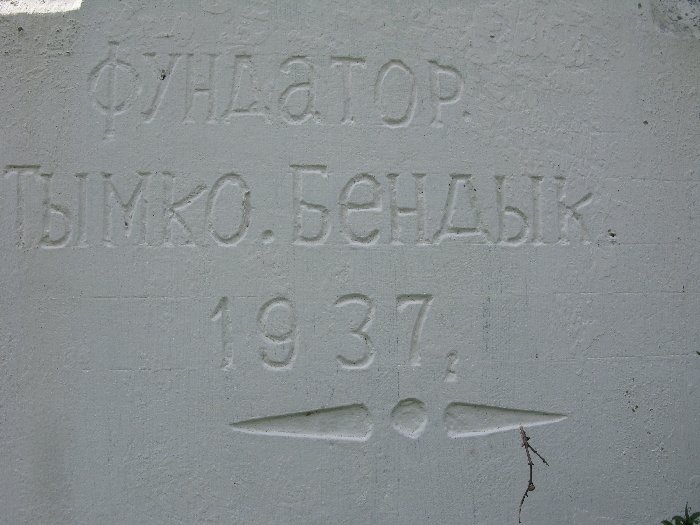 Фундатор.
Тымко. Бендык.
1937,